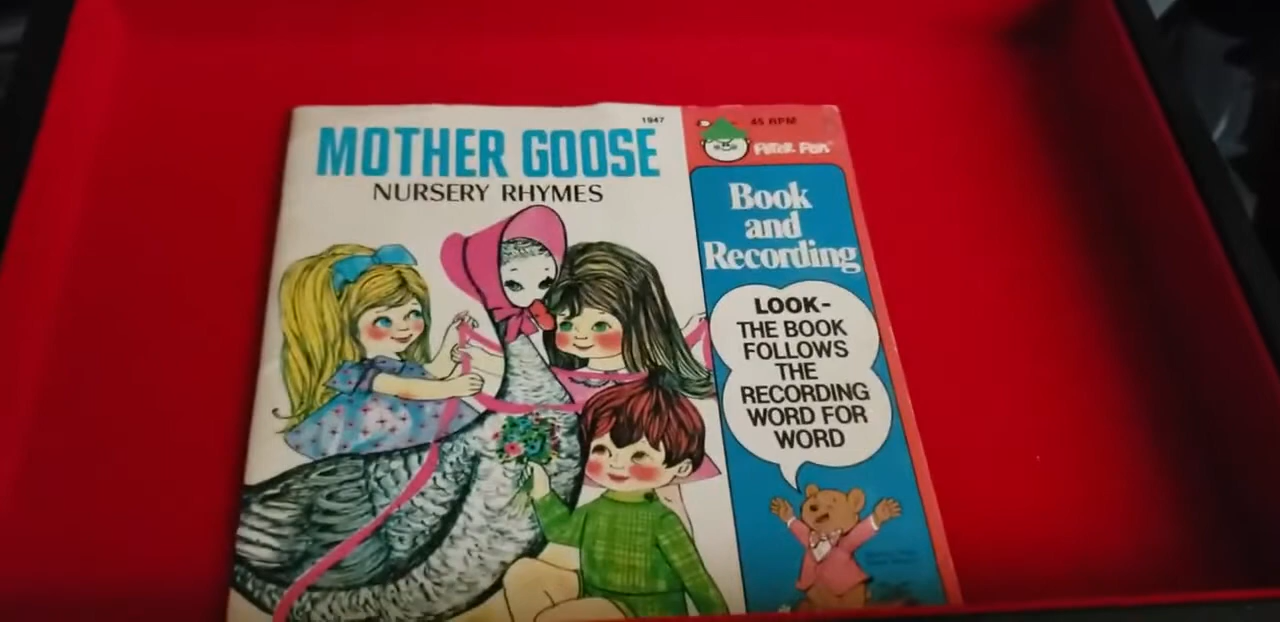 1947
MOTHER GOOSE
NURSERY RHYMES
45 RPM
Peter Pan
Book
and
Recording
LOOK-
THE BOOK
FOLLOWS
THE
RECORDING
WORD FOR
WORD